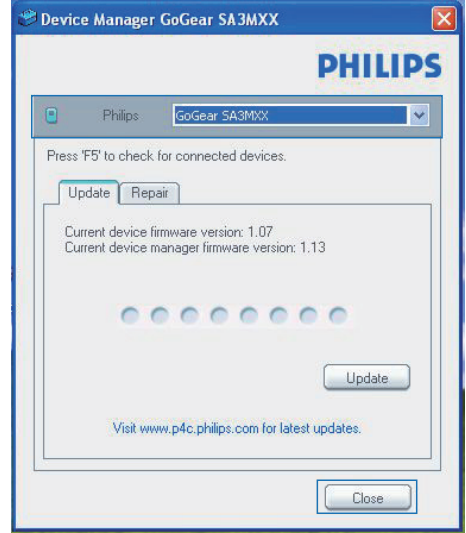 Device Manager GoGear SA3MXX
PHILIPS
Philips GoGear SA3MXX
Press 'F5' to check for connected devices.
Update Repair
Current device firmware version: 1.07
Current device manager firmware version: 1.13
Update
Visit www.p4c.philips.com for latest updates.
Close